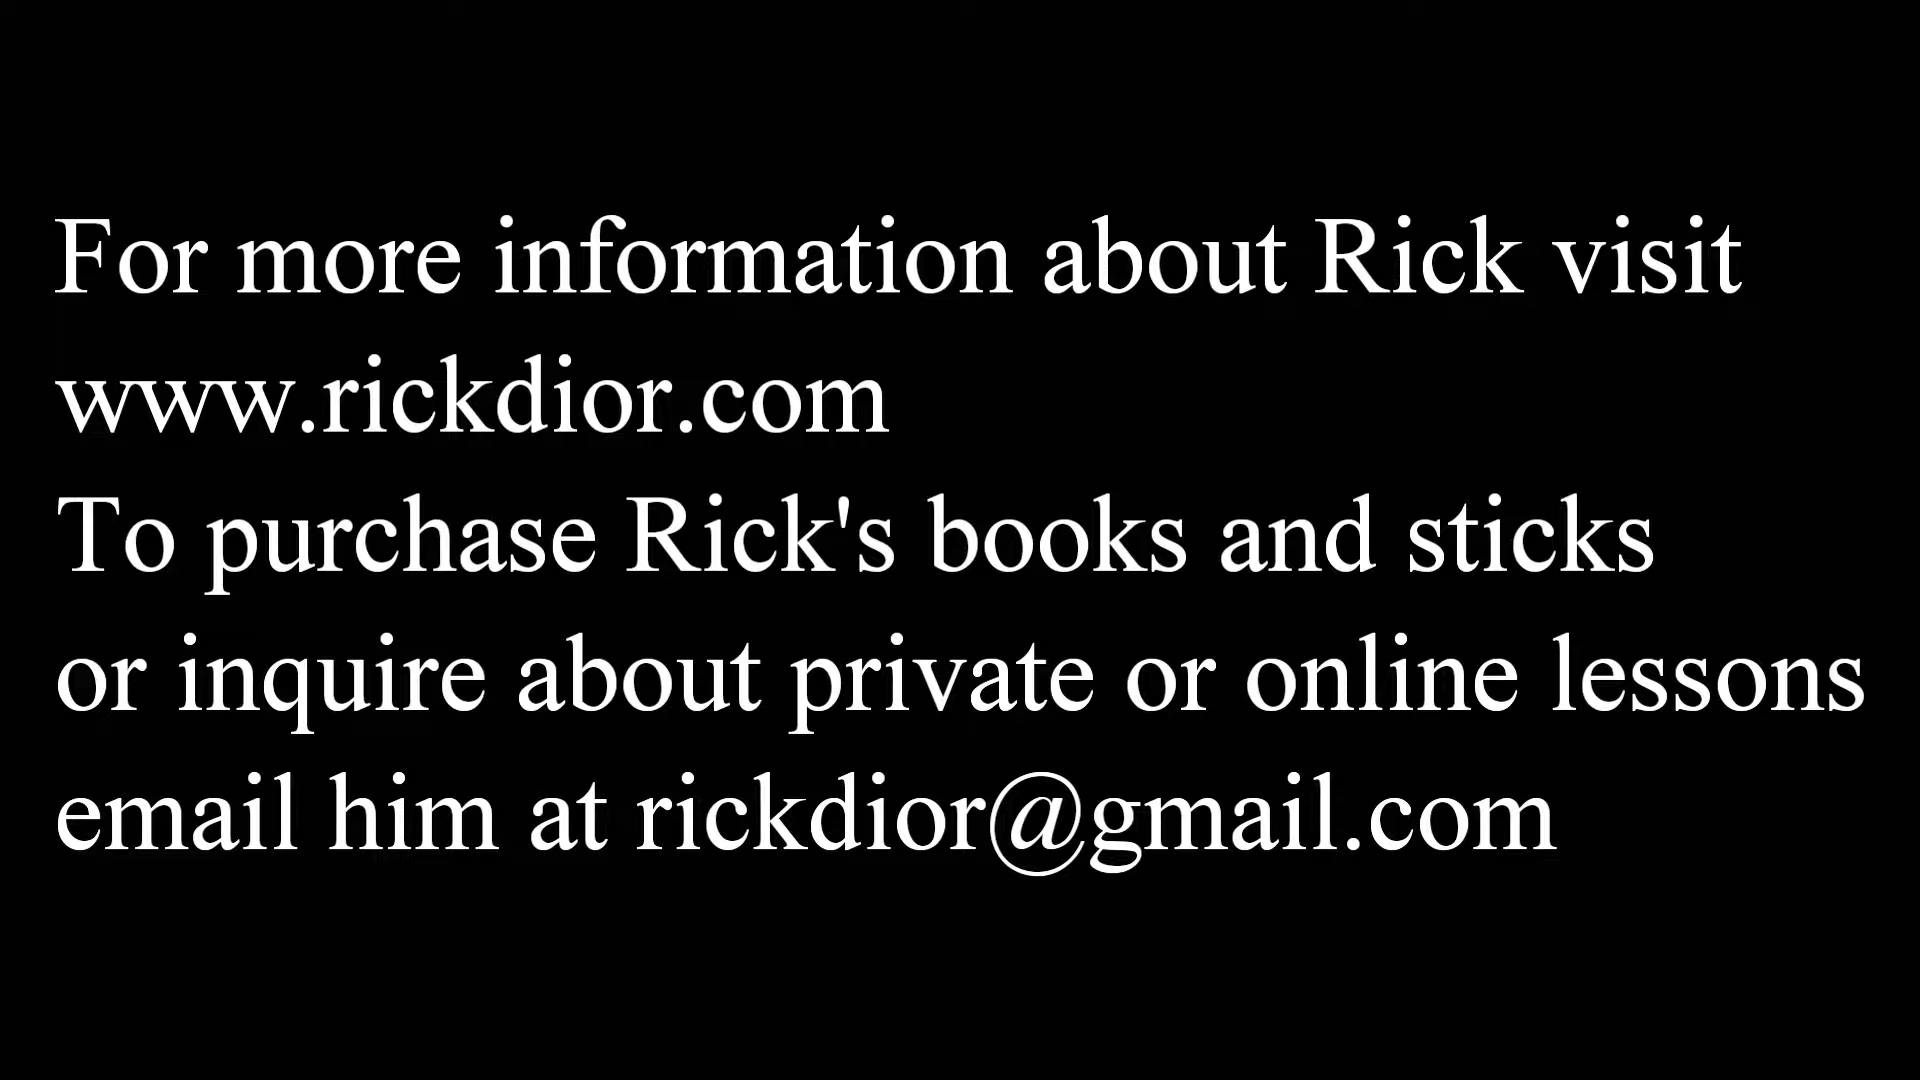 For more information about Rick visit
www.rickdior.com
To purchase Rick's books and sticks
or inquire about private or online lessons
email him at rickdior@gmail.com